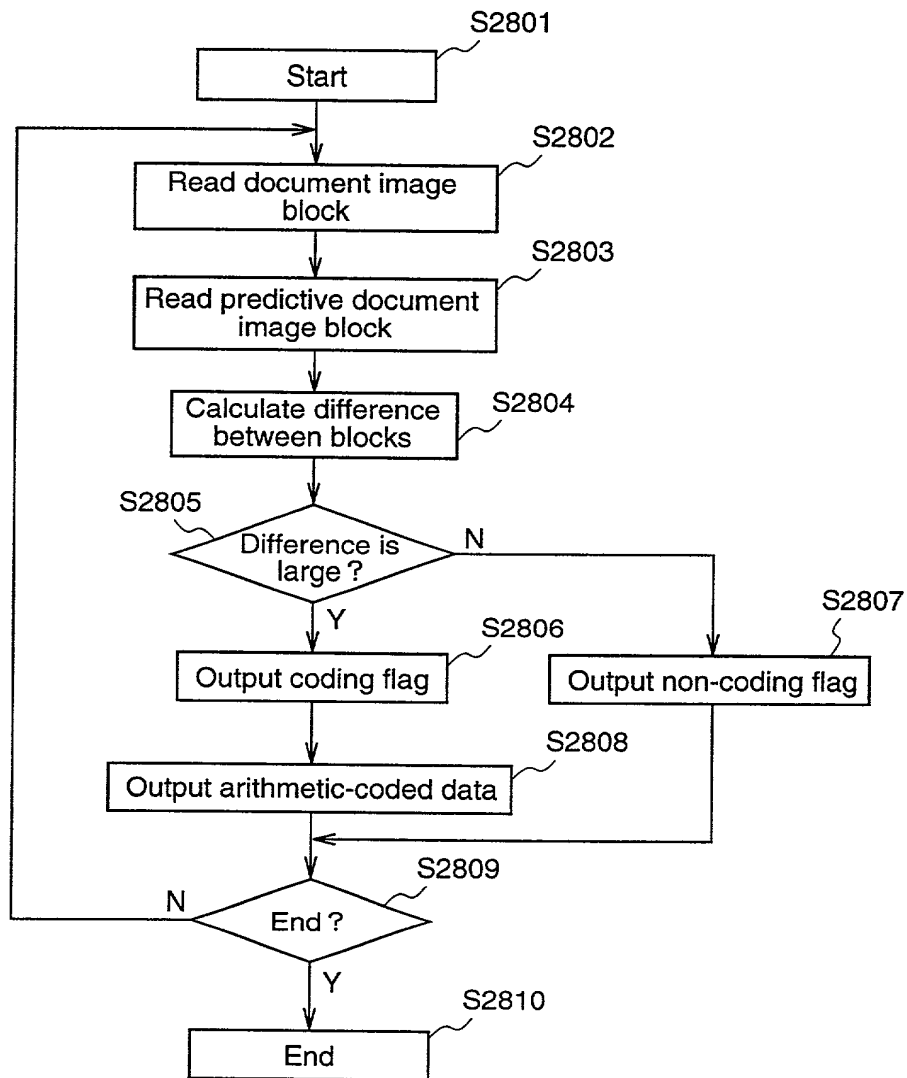 S2801
Start
S2802
Read document image
block
S2803
Read predictive document
image block
S2804
Calculate difference
between blocks
S2805
Difference is
large ?
N
Y
S2806
Output coding flag
S2807
Output non-coding flag
S2808
Output arithmetic-coded data
S2809
End ?
N
Y
S2810
End